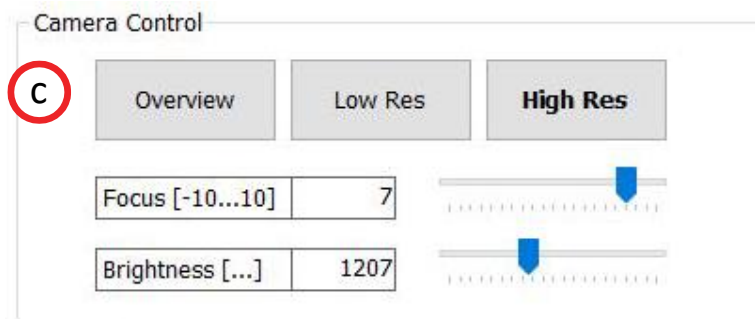 Camera Control
C
Overview Low Res High Res
Focus [-10...10] 7
Brightness [...] 1207